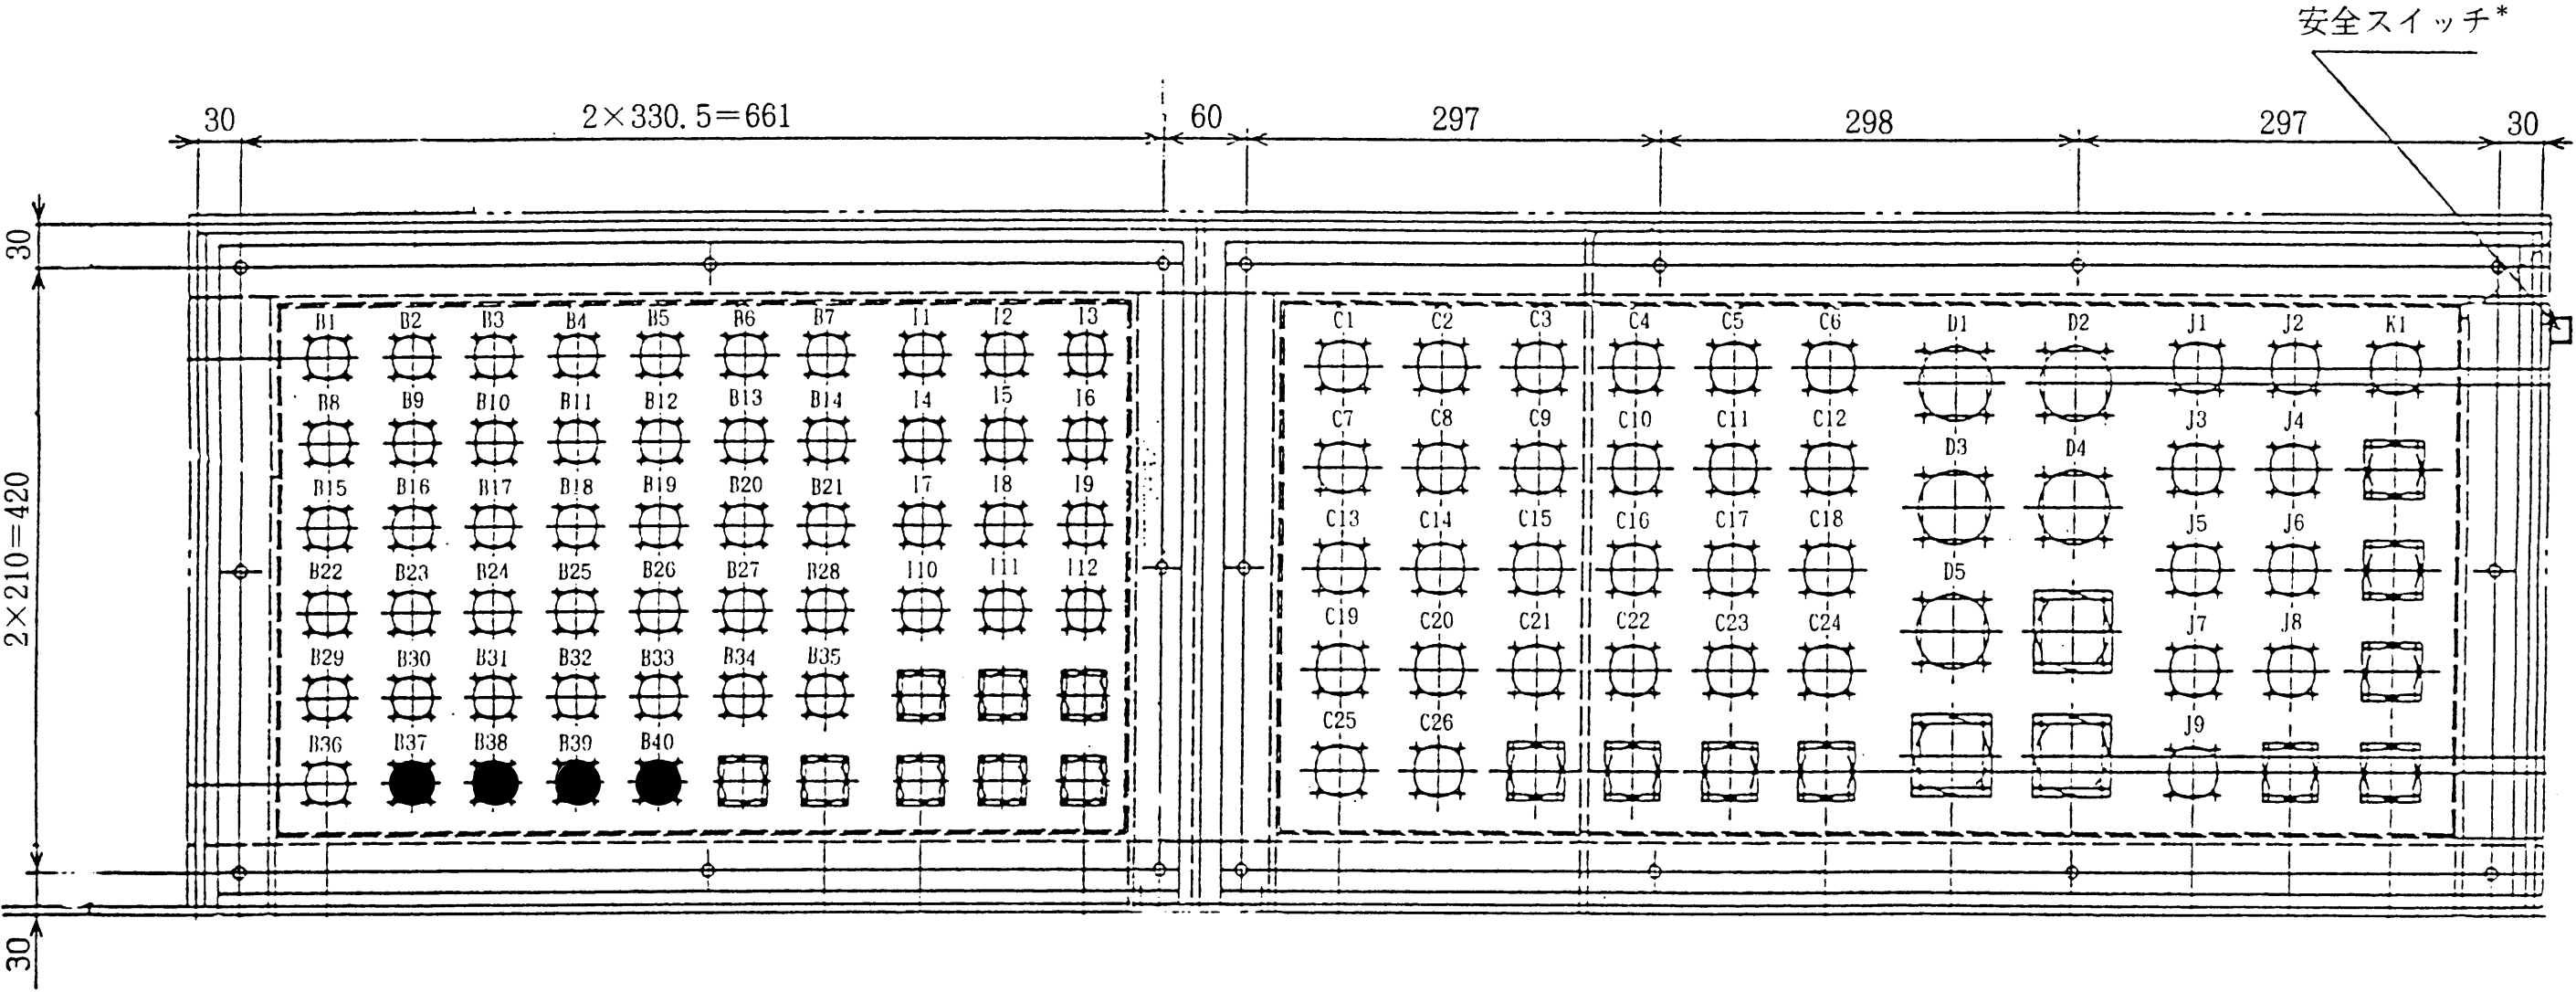 安全スイッチ*
30 2×330.5=661 60 297 298 297 30
30
2×210=420
30
B1 B2 B3 B4 B5 B6 B7 I1 I2 I3 C1 C2 C3 C4 C5 C6 D1 D2 J1 J2 K1
B8 B9 B10 B11 B12 B13 B14 I4 I5 I6 C7 C8 C9 C10 C11 C12 D3 D4 J3 J4
B15 B16 B17 B18 B19 B20 B21 I7 I8 I9 C13 C14 C15 C16 C17 C18 J5 J6
B22 B23 B24 B25 B26 B27 B28 I10 I11 I12 D5
C19 C20 C21 C22 C23 C24 J7 J8
B29 B30 B31 B32 B33 B34 B35
B36 B37 B38 B39 B40 C25 C26 J9